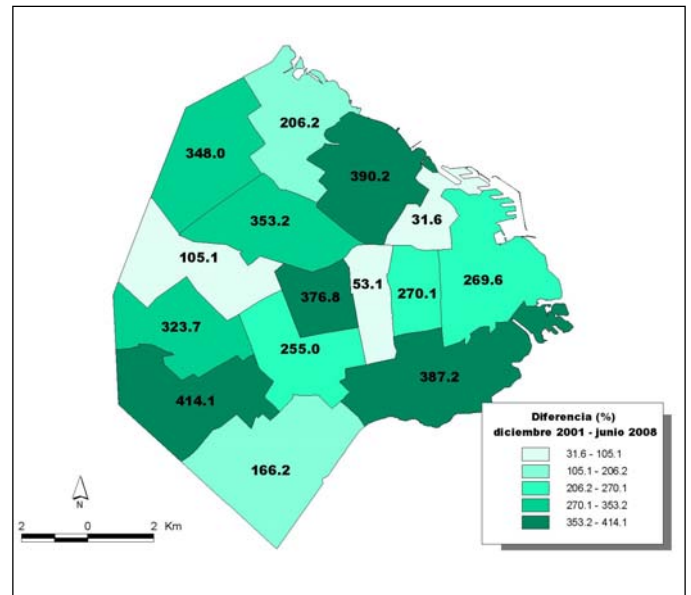 206.2
348.0
390.2
31.6
353.2
105.1
53.1
269.6
270.1
376.8
323.7
255.0
387.2
414.1
166.2
Diferencia (%)
diciembre 2001 - junio 2008
31.6 - 105.1
105.1 - 206.2
206.2 - 270.1
270.1 - 353.2
353.2 - 414.1
N
2 0 2 Km